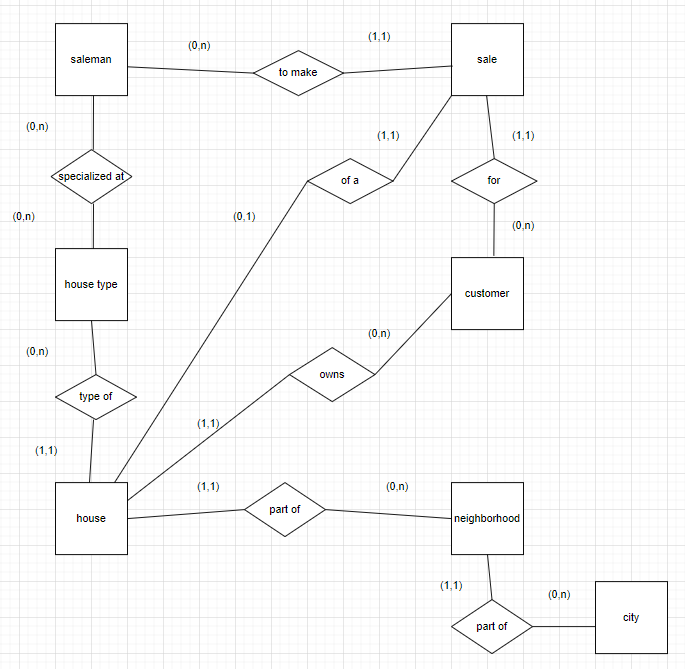 saleman
(0,n)
to make
(1,1)
sale
(0,n)
specialized at
(0,n)
(1,1)
of a
(0,1)
(1,1)
for
(0,n)
house type
customer
(0,n)
type of
(1,1)
(0,n)
owns
(1,1)
house
(1,1)
part of
(0,n)
neighborhood
(1,1)
part of
(0,n)
city